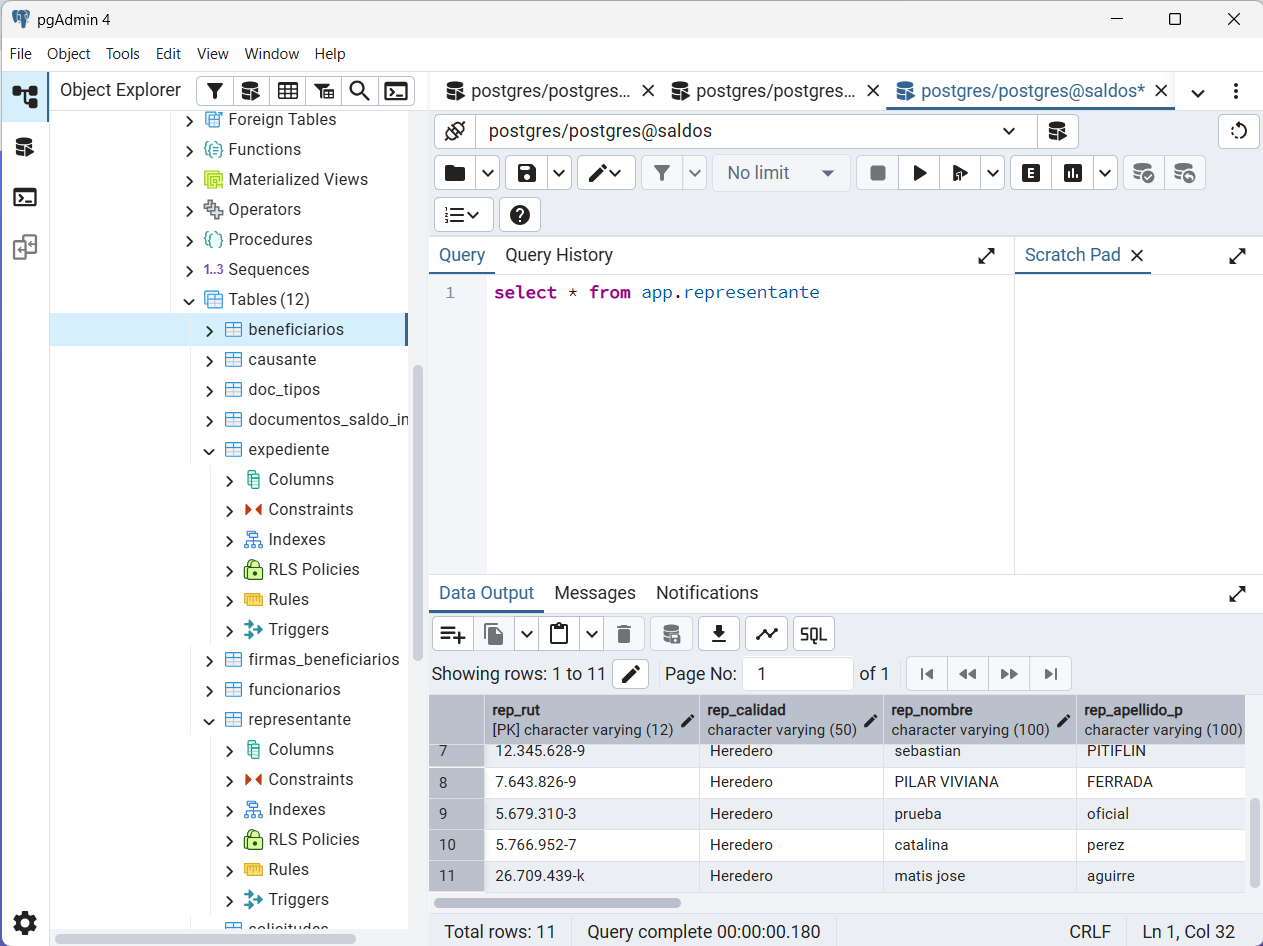 pgAdmin 4
File Object Tools Edit View Window Help
Object Explorer
postgres/postgres... postgres/postgres... postgres/postgres@saldos*
Foreign Tables
Functions
Materialized Views
Operators
Procedures
1..3 Sequences
Tables (12)
beneficiarios
causante
doc_tipos
documentos_saldo_in
expediente
Columns
Constraints
Indexes
RLS Policies
Rules
Triggers
firmas_beneficiarios
funcionarios
representante
Columns
Constraints
Indexes
RLS Policies
Rules
Triggers
solicitudes
postgres/postgres@saldos
No limit
E
Query Query History
Scratch Pad
1 select * from app.representante
Data Output Messages Notifications
SQL
Showing rows: 1 to 11 Page No: 1 of 1
rep_rut rep_calidad rep_nombre rep_apellido_p
[PK] character varying (12) character varying (50) character varying (100) character varying (100)
7 12.345.628-9 Heredero sebastian PITIFLIN
8 7.643.826-9 Heredero PILAR VIVIANA FERRADA
9 5.679.310-3 Heredero prueba oficial
10 5.766.952-7 Heredero catalina perez
11 26.709.439-k Heredero matis jose aguirre
Total rows: 11 Query complete 00:00:00.180 CRLF Ln 1, Col 32